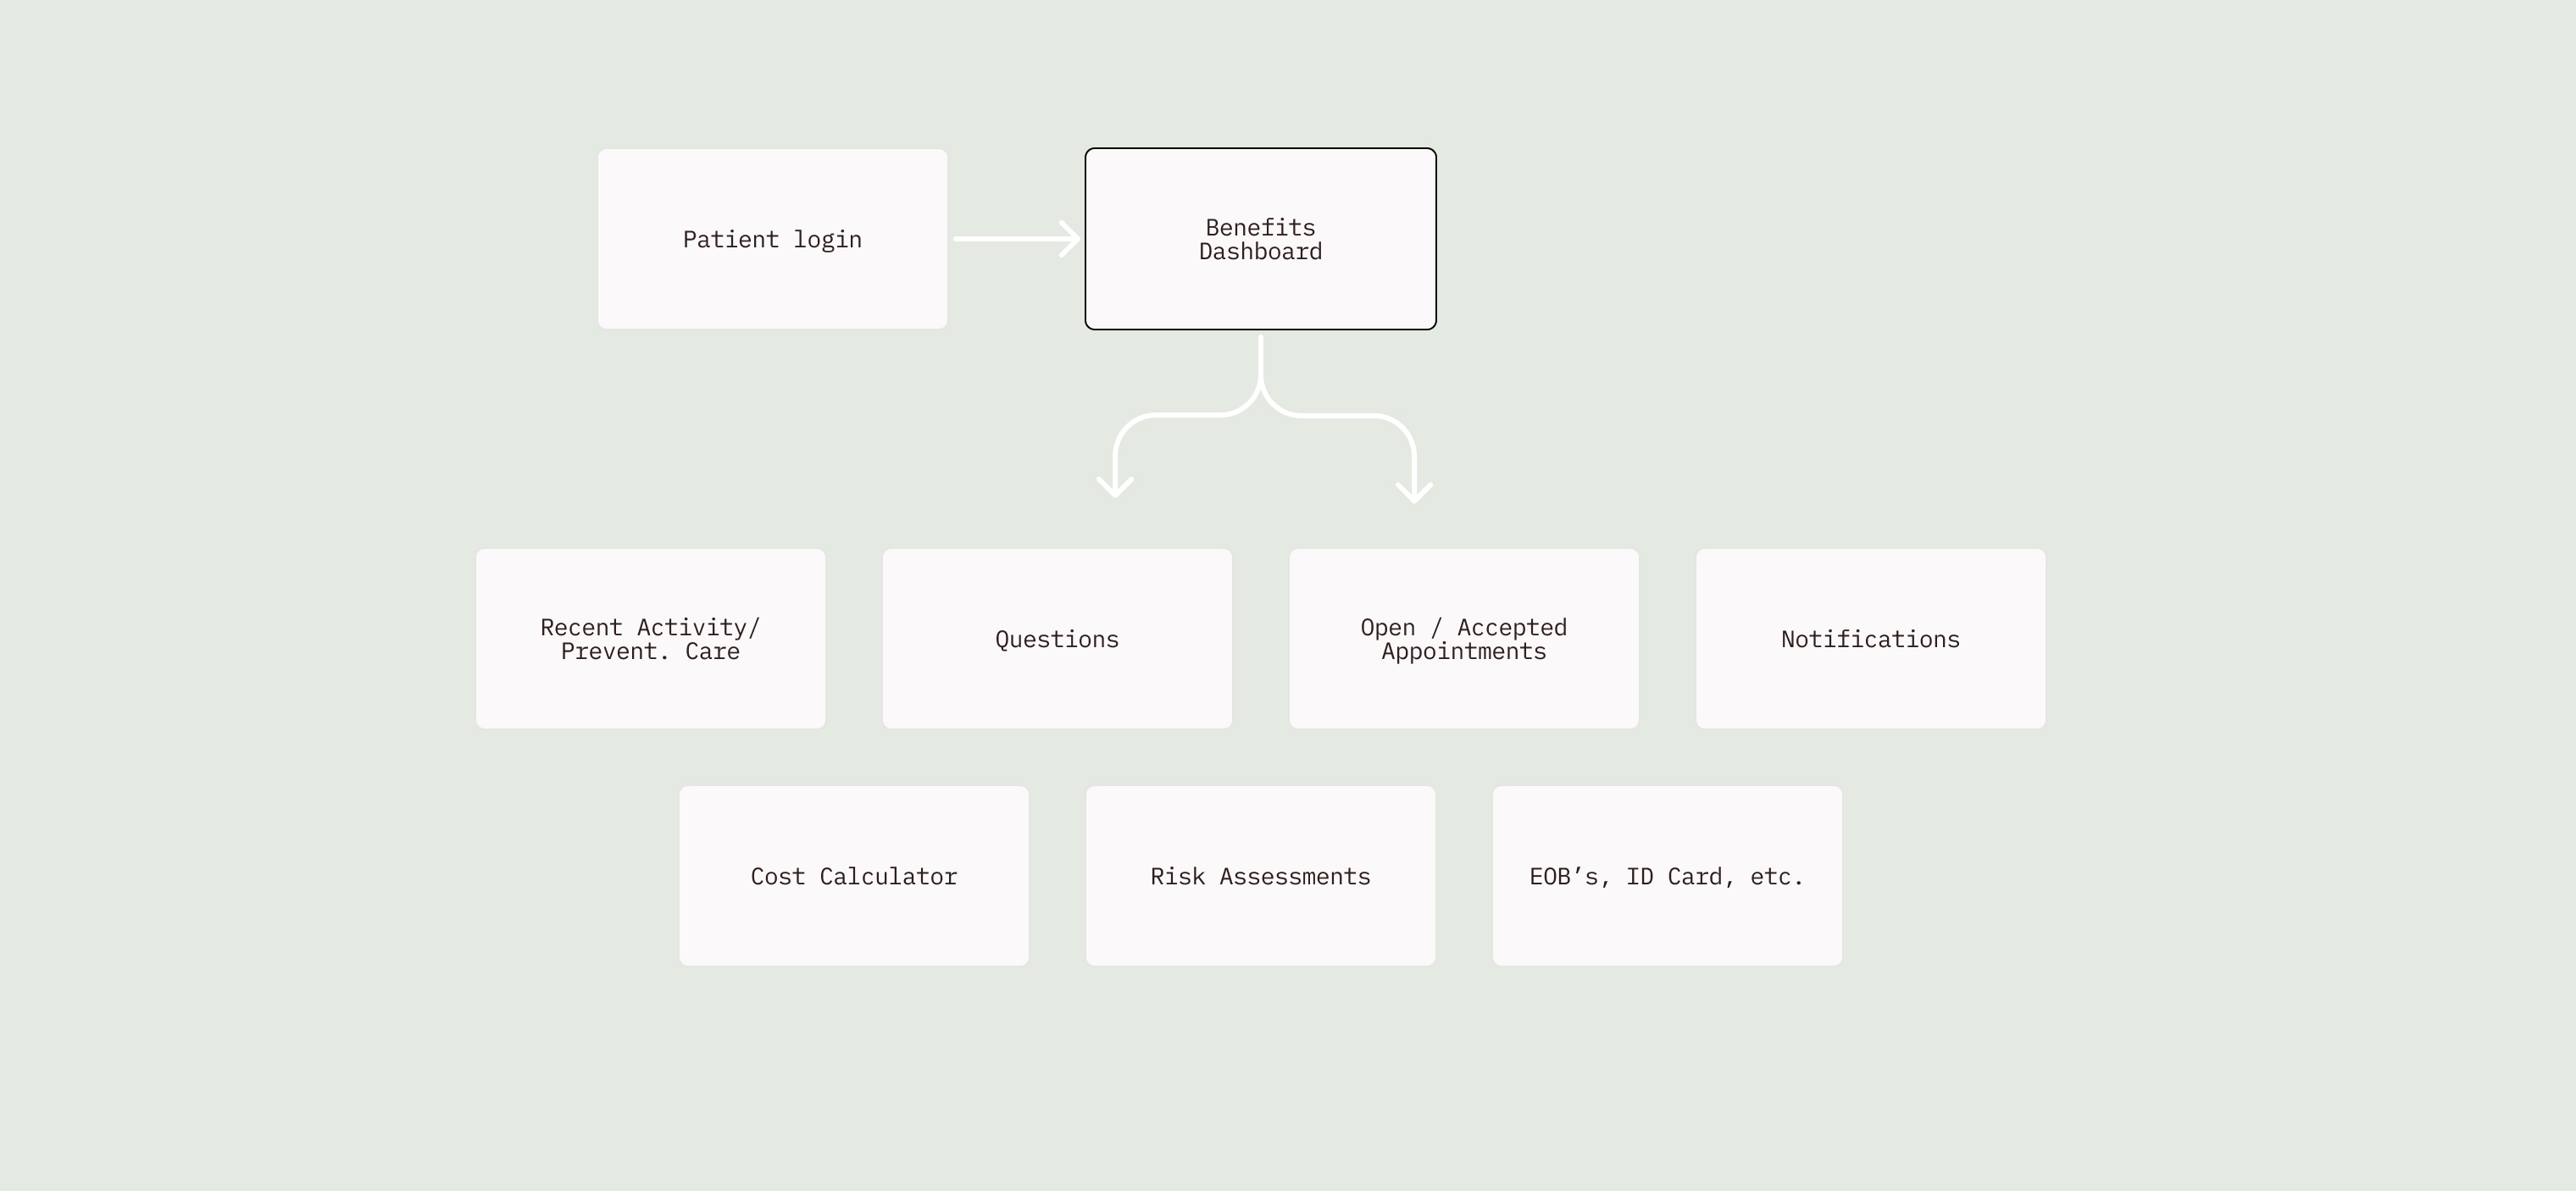 Patient login
Benefits
Dashboard
Recent Activity/
Prevent. Care
Questions
Open / Accepted
Appointments
Notifications
Cost Calculator
Risk Assessments
EOB’s, ID Card, etc.